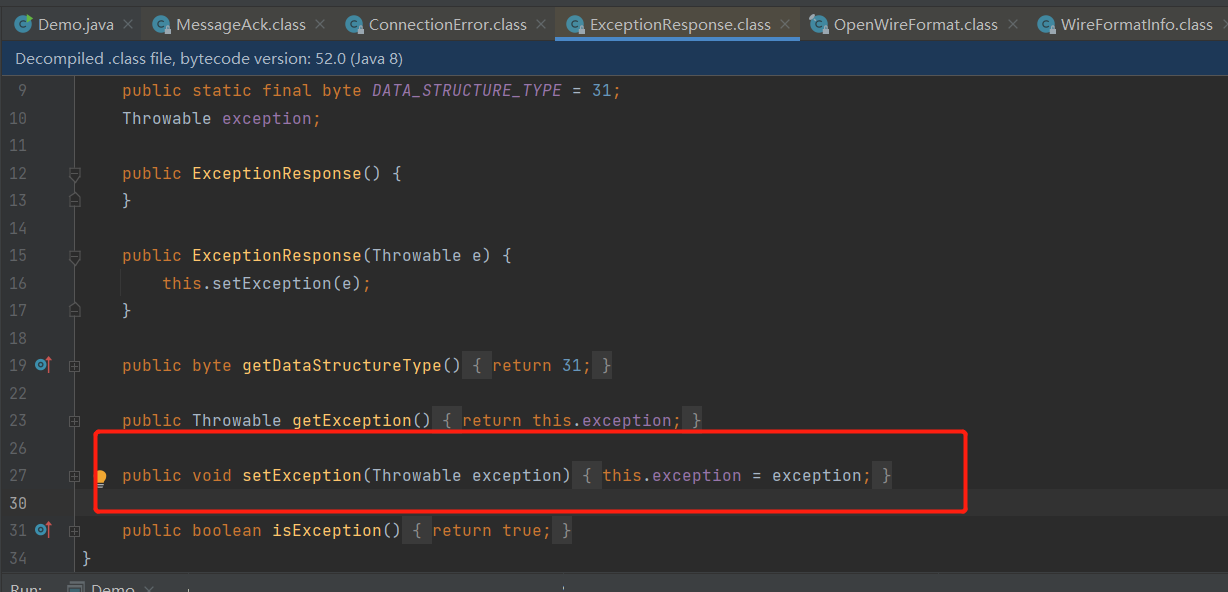 Demo.java MessageAck.class ConnectionError.class ExceptionResponse.class OpenWireFormat.class WireFormatInfo.class
Decompiled .class file, bytecode version: 52.0 (Java 8)
9 public static final byte DATA_STRUCTURE_TYPE = 31;
10 Throwable exception;
11
12 public ExceptionResponse() {
13 }
14
15 public ExceptionResponse(Throwable e) {
16 this.setException(e);
17 }
18
19 public byte getDataStructureType() { return 31; }
22
23 public Throwable getException() { return this.exception; }
26
27 public void setException(Throwable exception) { this.exception = exception; }
30
31 public boolean isException() { return true; }
34 }
Run: Demo